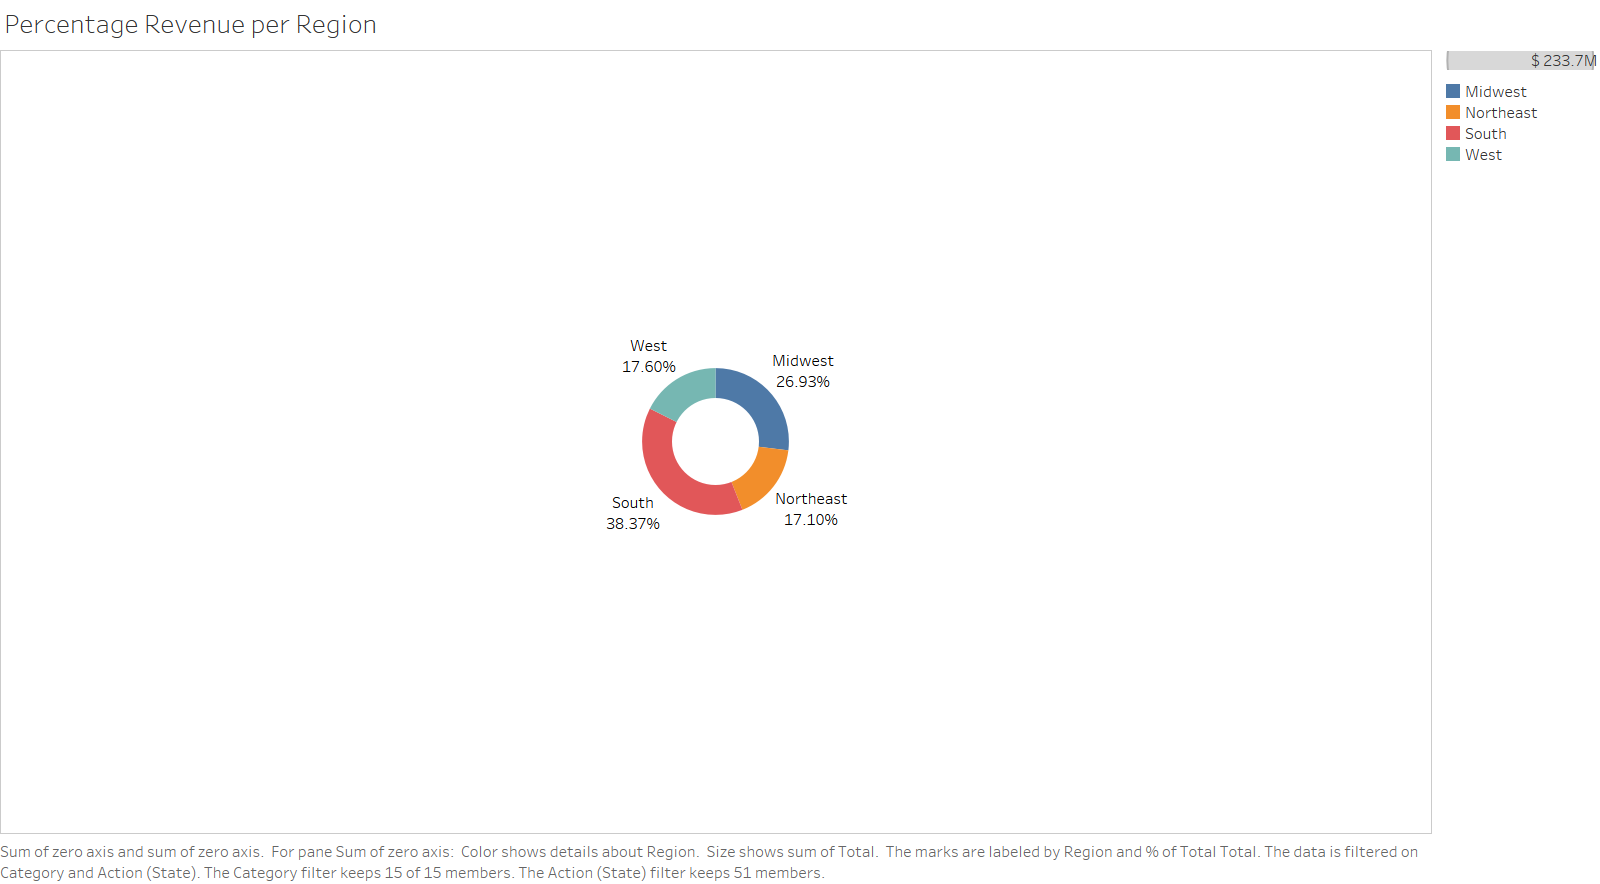 Percentage Revenue per Region
$ 233.7M
Midwest
Northeast
South
West
West
17.60%
Midwest
26.93%
South
38.37%
Northeast
17.10%
Sum of zero axis and sum of zero axis.  For pane Sum of zero axis:  Color shows details about Region.  Size shows sum of Total.  The marks are labeled by Region and % of Total Total. The data is filtered on
Category and Action (State). The Category filter keeps 15 of 15 members. The Action (State) filter keeps 51 members.